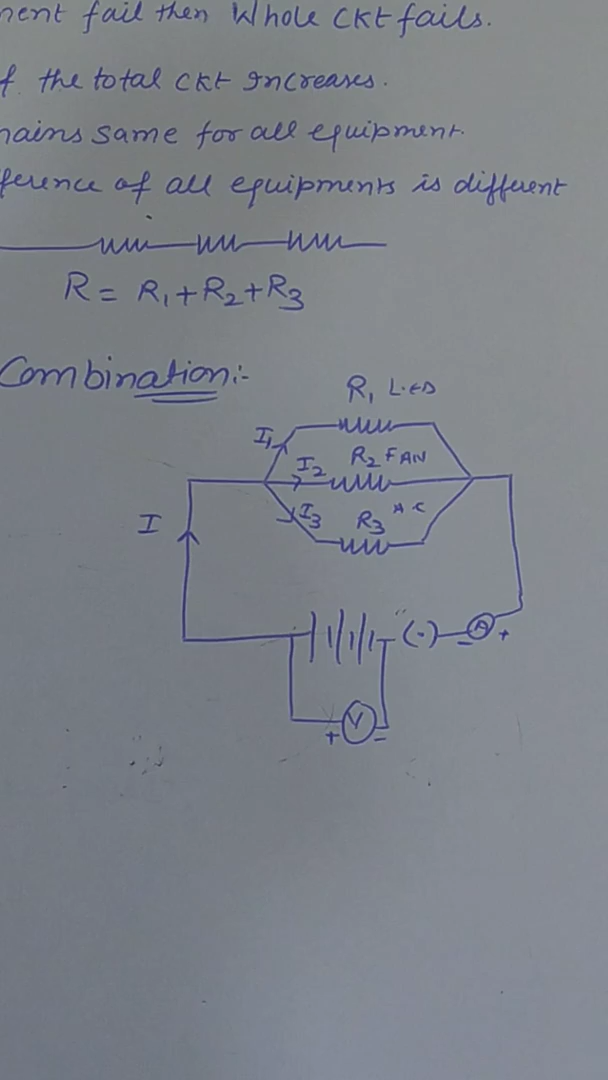 fail then Whole CKT fails.
the total CKt Increases.
same for all equipment.
of all equipments is different
R = R1+R2+R3
Combination:-
R1 LED
I1
I2 R2 FAN
I3 R3 AC
I
(·) A +
-
V
+ -